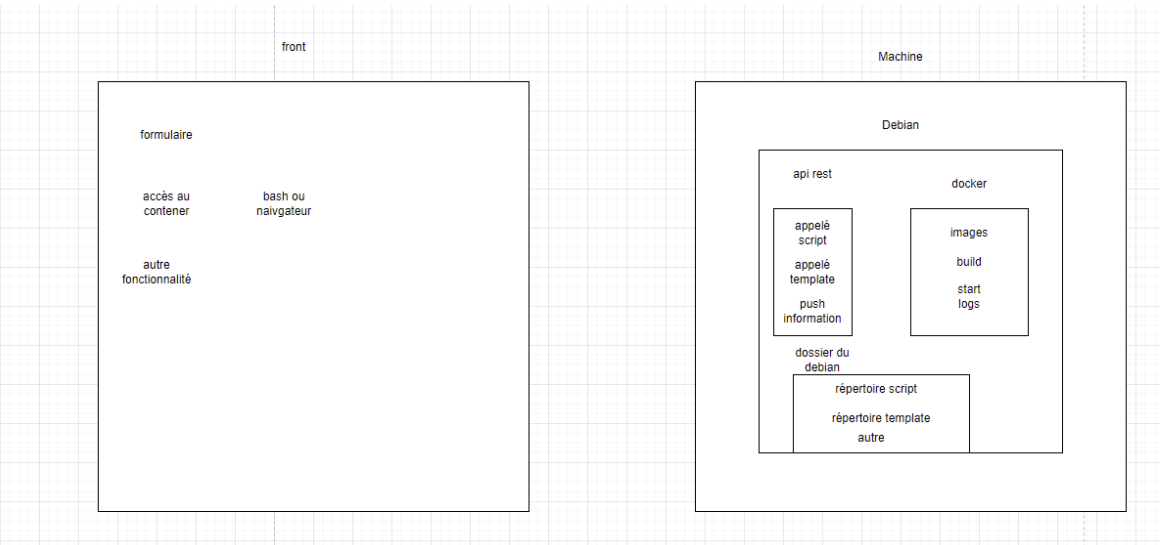 front
formulaire
accès au
contener
bash ou
naivgateur
autre
fonctionnalité
Machine
Debian
api rest
appelé
script
appelé
template
push
information
docker
images
build
start
logs
dossier du
debian
répertoire script
répertoire template
autre